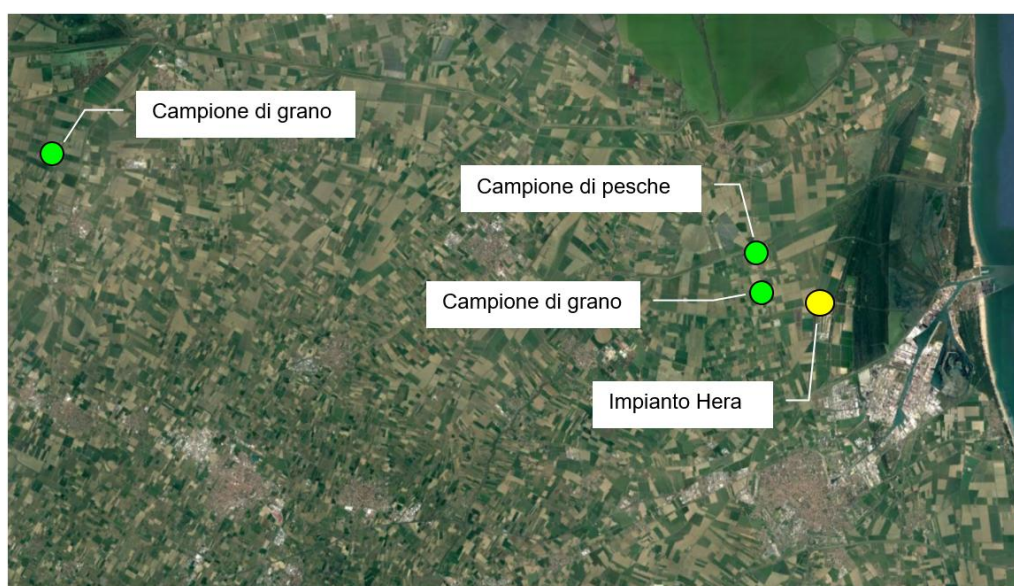 Campione di grano
Campione di pesche
Campione di grano
Impianto Hera